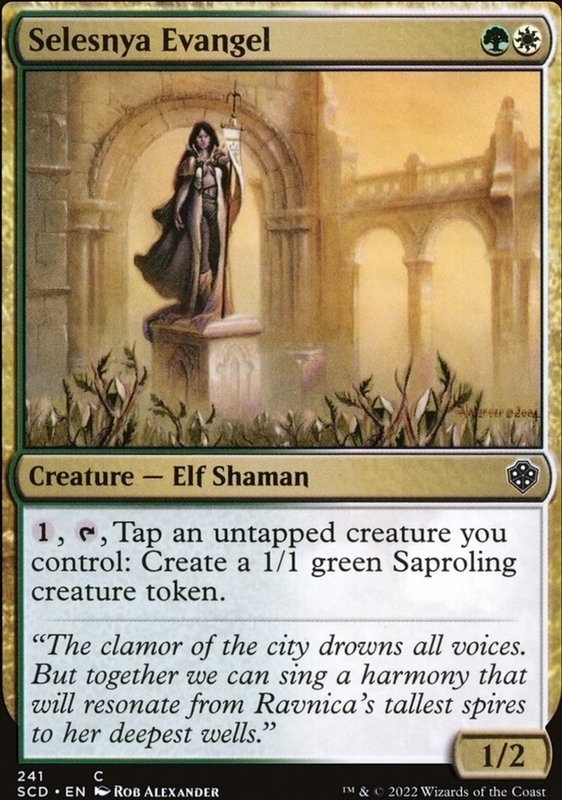 Selesnya Evangel
Creature — Elf Shaman
1, , Tap an untapped creature you
control: Create a 1/1 green Saproling
creature token.
“The clamor of the city drowns all voices.
But together we can sing a harmony that
will resonate from Ravnica’s tallest spires
to her deepest wells.”
1/2
241 C
SCD • EN Rob Alexander
™ & © 2022 Wizards of the Coast